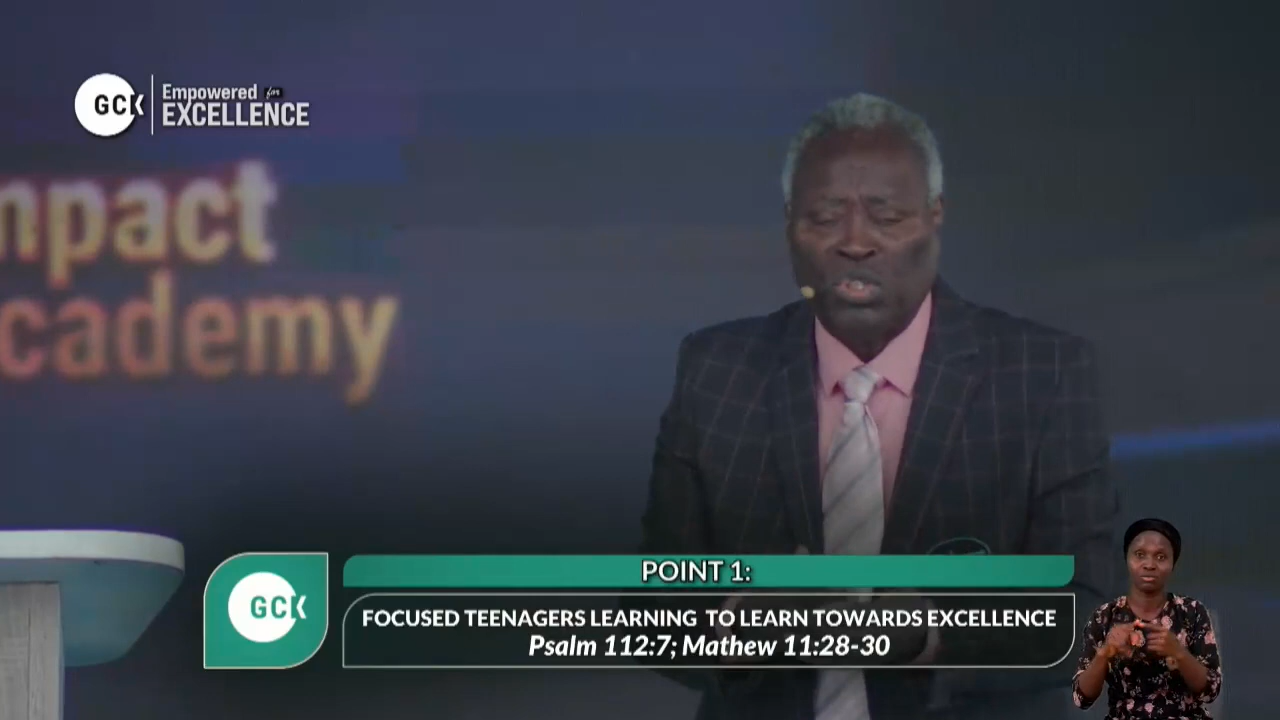 GCK
Empowered for
EXCELLENCE
mpact
cademy
POINT 1:
GCK
FOCUSED TEENAGERS LEARNING TO LEARN TOWARDS EXCELLENCE
Psalm 112:7; Mathew 11:28-30